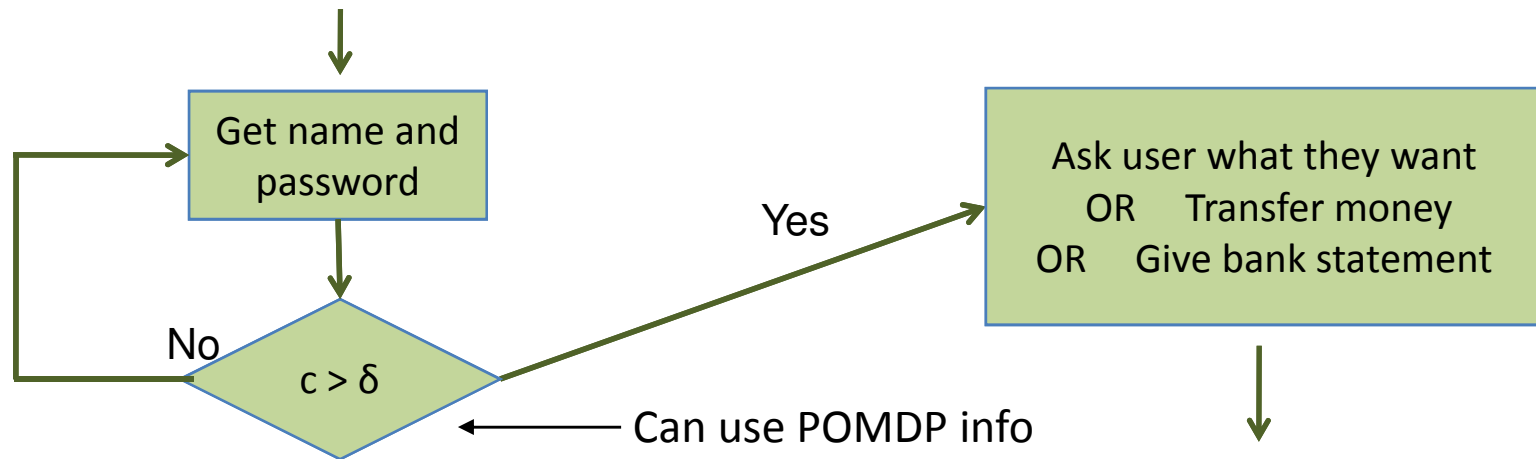 Get name and
password
No
c > δ
Yes
Can use POMDP info
Ask user what they want
OR Transfer money
OR Give bank statement